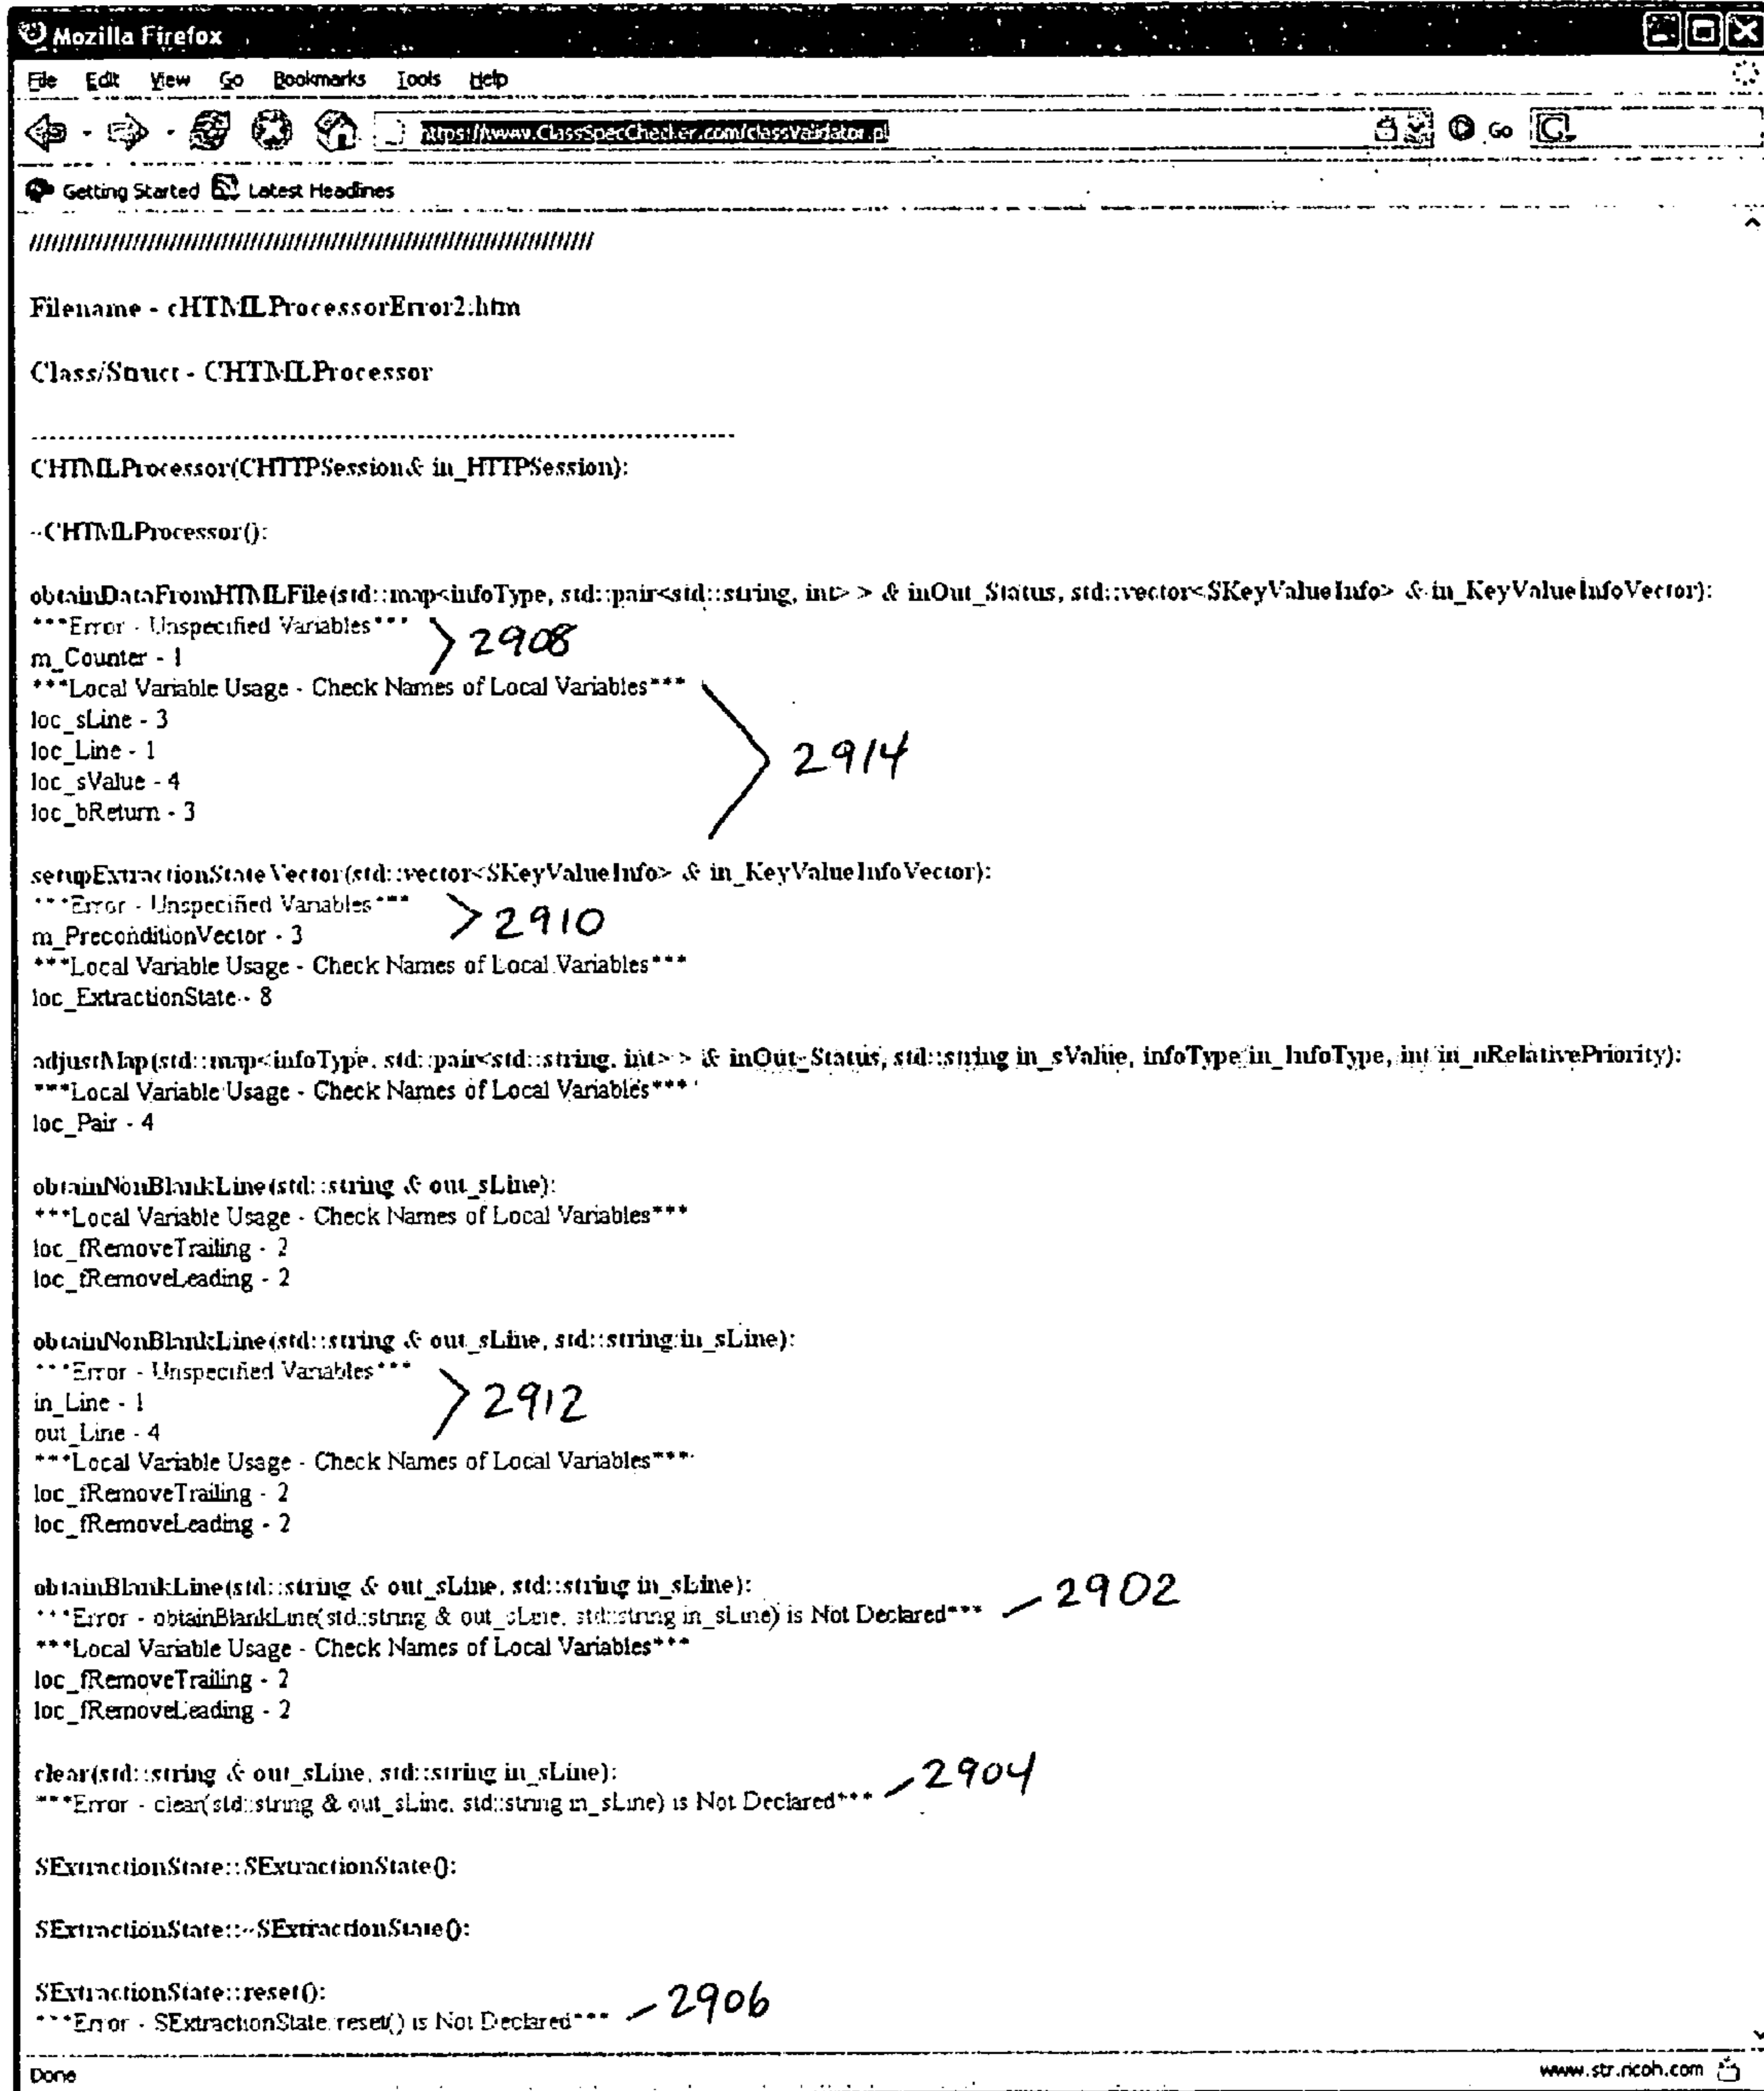 Mozilla Firefox
File Edit View Go Bookmarks Tools Help
https://www.ClassSpecChecker.com/classValidator.pl Go
Getting Started Latest Headlines
Filename - cHTMLProcessorError2.htm
Class/Struct - CHTMLProcessor
CHTMLProcessor(CHTTPSession& in_HTTPSession):
~CHTMLProcessor():
obtainDataFromHTMLFile(std::map<infoType, std::pair<std::string, int> > & inOut_Status, std::vector<SKeyValueInfo> & in_KeyValueInfoVector):
***Error - Unspecified Variables***
2908
m_Counter - 1
***Local Variable Usage - Check Names of Local Variables***
loc_sLine - 3
loc_Line - 1
2914
loc_sValue - 4
loc_bReturn - 3
setupExtractionStateVector(std::vector<SKeyValueInfo> & in_KeyValueInfoVector):
***Error - Unspecified Variables***
2910
m_PreconditionVector - 3
***Local Variable Usage - Check Names of Local Variables***
loc_ExtractionState - 8
adjustMap(std::map<infoType, std::pair<std::string, int> > & inOut_Status, std::string in_sValue, infoType in_InfoType, int in_nRelativePriority):
***Local Variable Usage - Check Names of Local Variables***
loc_Pair - 4
obtainNonBlankLine(std::string & out_sLine):
***Local Variable Usage - Check Names of Local Variables***
loc_fRemoveTrailing - 2
loc_fRemoveLeading - 2
obtainNonBlankLine(std::string & out_sLine, std::string in_sLine):
***Error - Unspecified Variables***
in_Line - 1
2912
out_Line - 4
***Local Variable Usage - Check Names of Local Variables***
loc_fRemoveTrailing - 2
loc_fRemoveLeading - 2
obtainBlankLine(std::string & out_sLine, std::string in_sLine):
***Error - obtainBlankLine(std::string & out_sLine, std::string in_sLine) is Not Declared*** 2902
***Local Variable Usage - Check Names of Local Variables***
loc_fRemoveTrailing - 2
loc_fRemoveLeading - 2
clear(std::string & out_sLine, std::string in_sLine):
***Error - clear(std::string & out_sLine, std::string in_sLine) is Not Declared*** 2904
SExtractionState::SExtractionState():
SExtractionState::~SExtractionState():
SExtractionState::reset():
***Error - SExtractionState::reset() is Not Declared*** 2906
Done www.str.ricoh.com